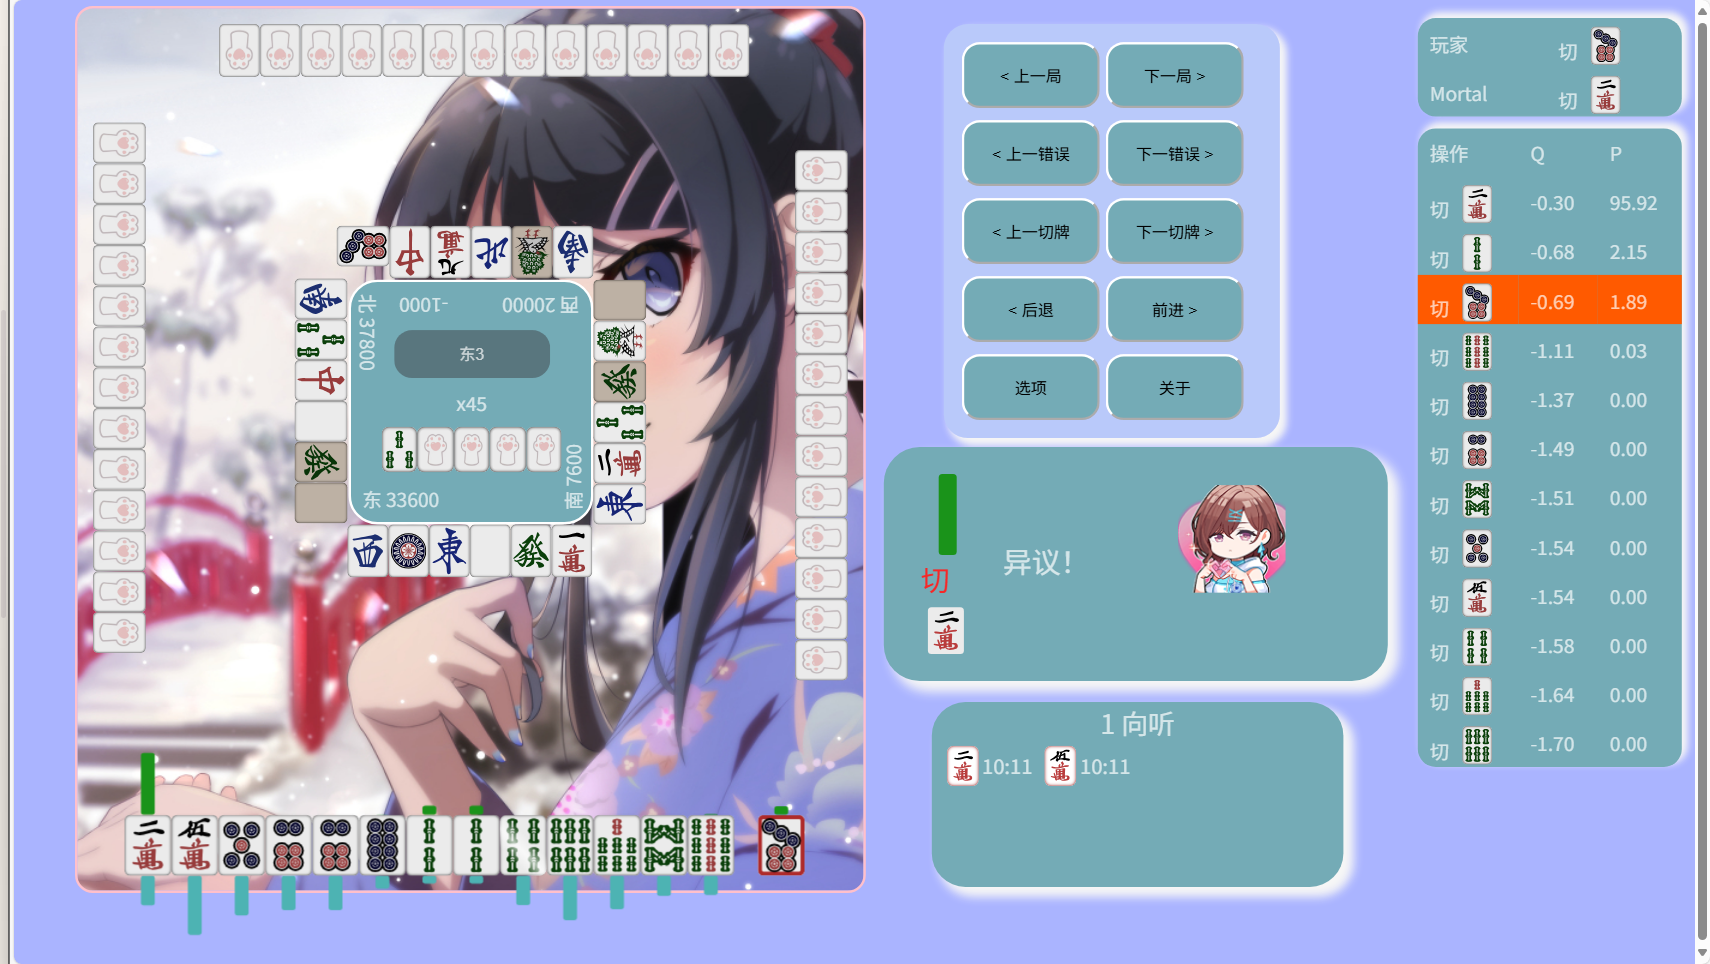 北 37800
-1000
西 20000
东3
x45
南 7600
东 33600
< 上一局
下一局 >
< 上一错误
下一错误 >
< 上一切牌
下一切牌 >
< 后退
前进 >
选项
关于
切
异议!
1 向听
10:11
10:11
玩家
切
Mortal
切
操作 Q P
切 -0.30 95.92
切 -0.68 2.15
切 -0.69 1.89
切 -1.11 0.03
切 -1.37 0.00
切 -1.49 0.00
切 -1.51 0.00
切 -1.54 0.00
切 -1.54 0.00
切 -1.58 0.00
切 -1.64 0.00
切 -1.70 0.00